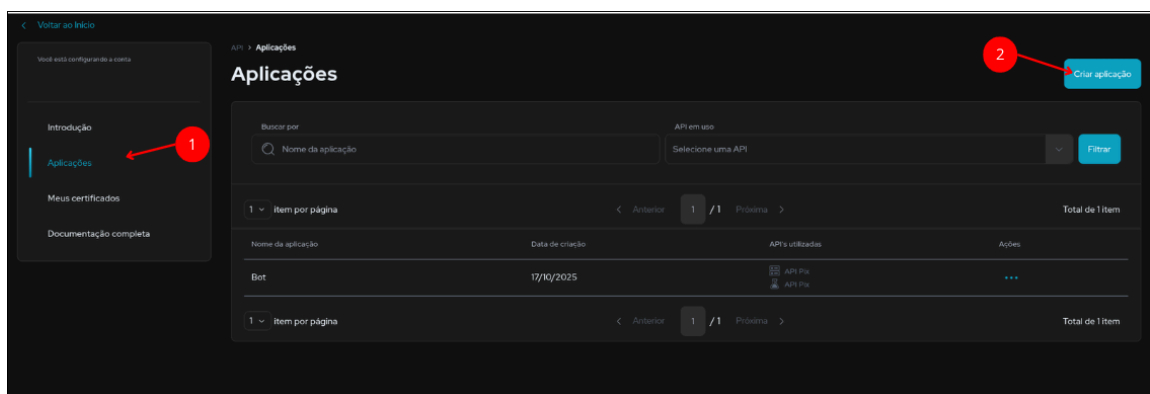 Voltar ao Início
Você está configurando a conta
Introdução
Aplicações
Meus certificados
Documentação completa
1
API > Aplicações
Aplicações
2
Criar aplicação
Buscar por
Nome da aplicação
API em uso
Selecione uma API
Filtrar
1 item por página
< Anterior 1 /1 Próxima >
Total de 1 item
Nome da aplicação Data de criação API's utilizadas Ações
Bot 17/10/2025 API Pix
API Pix
1 item por página
< Anterior 1 /1 Próxima >
Total de 1 item